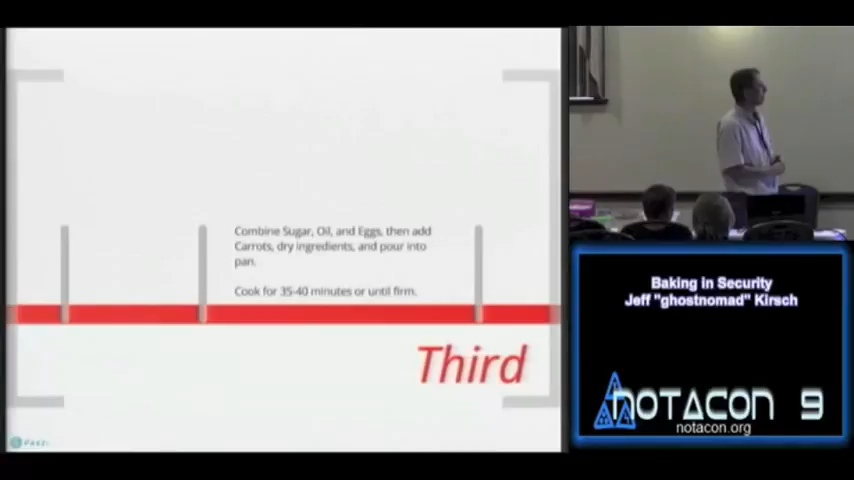 Combine Sugar, Oil, and Eggs, then add
Carrots, dry ingredients, and pour into
pan.
Cook for 35-40 minutes or until firm.
Third
Baking in Security
Jeff "ghostnomad" Kirsch
NOTACON 9
notacon.org